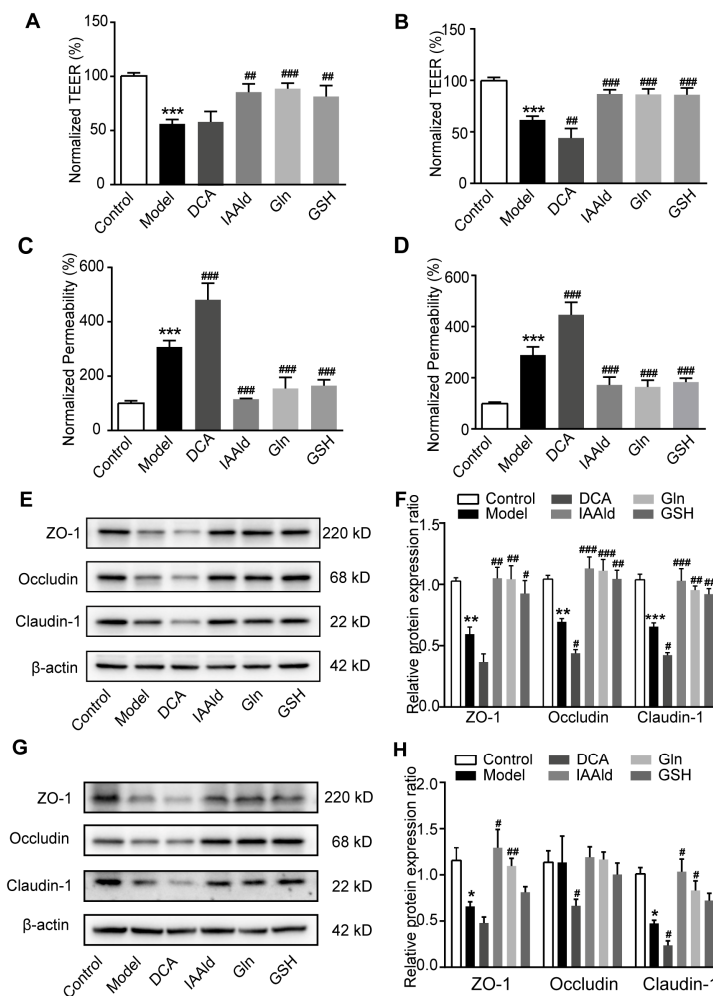 A
Normalized TEER (%)
150
100
50
0
***
##
###
##
Control
Model
DCA
IAAld
Gln
GSH
B
Normalized TEER (%)
150
100
50
0
***
##
###
###
###
Control
Model
DCA
IAAld
Gln
GSH
C
Normalized Permeability (%)
600
400
200
0
***
###
###
###
###
Control
Model
DCA
IAAld
Gln
GSH
D
Normalized Permeability (%)
600
400
200
0
***
###
###
###
###
Control
Model
DCA
IAAld
Gln
GSH
E
ZO-1 220 kD
Occludin 68 kD
Claudin-1 22 kD
β-actin 42 kD
Control Model DCA IAAld Gln GSH
F
Control DCA Gln
Model IAAld GSH
Relative protein expression ratio
1.5
1.0
0.5
0.0
** ## ## #
** # ### ### ##
*** # ### ## ##
ZO-1 Occludin Claudin-1
G
ZO-1 220 kD
Occludin 68 kD
Claudin-1 22 kD
β-actin 42 kD
Control Model DCA IAAld Gln GSH
H
Control DCA Gln
Model IAAld GSH
Relative protein expression ratio
2.0
1.5
1.0
0.5
0.0
* # ##
#
* # # #
ZO-1 Occludin Claudin-1